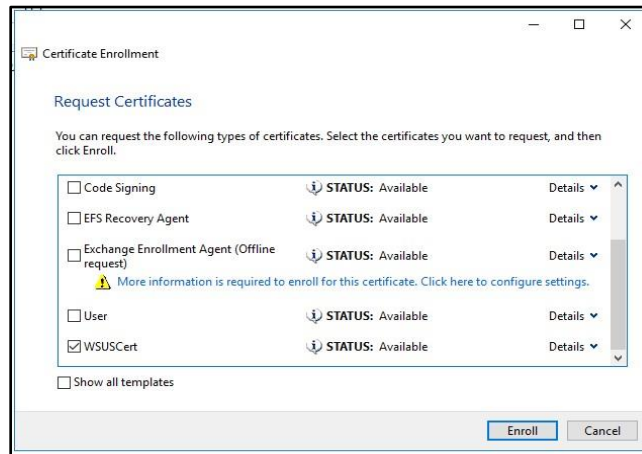 Certificate Enrollment
Request Certificates
You can request the following types of certificates. Select the certificates you want to request, and then
click Enroll.
Code Signing STATUS: Available Details
EFS Recovery Agent STATUS: Available Details
Exchange Enrollment Agent (Offline
request) STATUS: Available Details
More information is required to enroll for this certificate. Click here to configure settings.
User STATUS: Available Details
WSUSCert STATUS: Available Details
Show all templates
Enroll Cancel